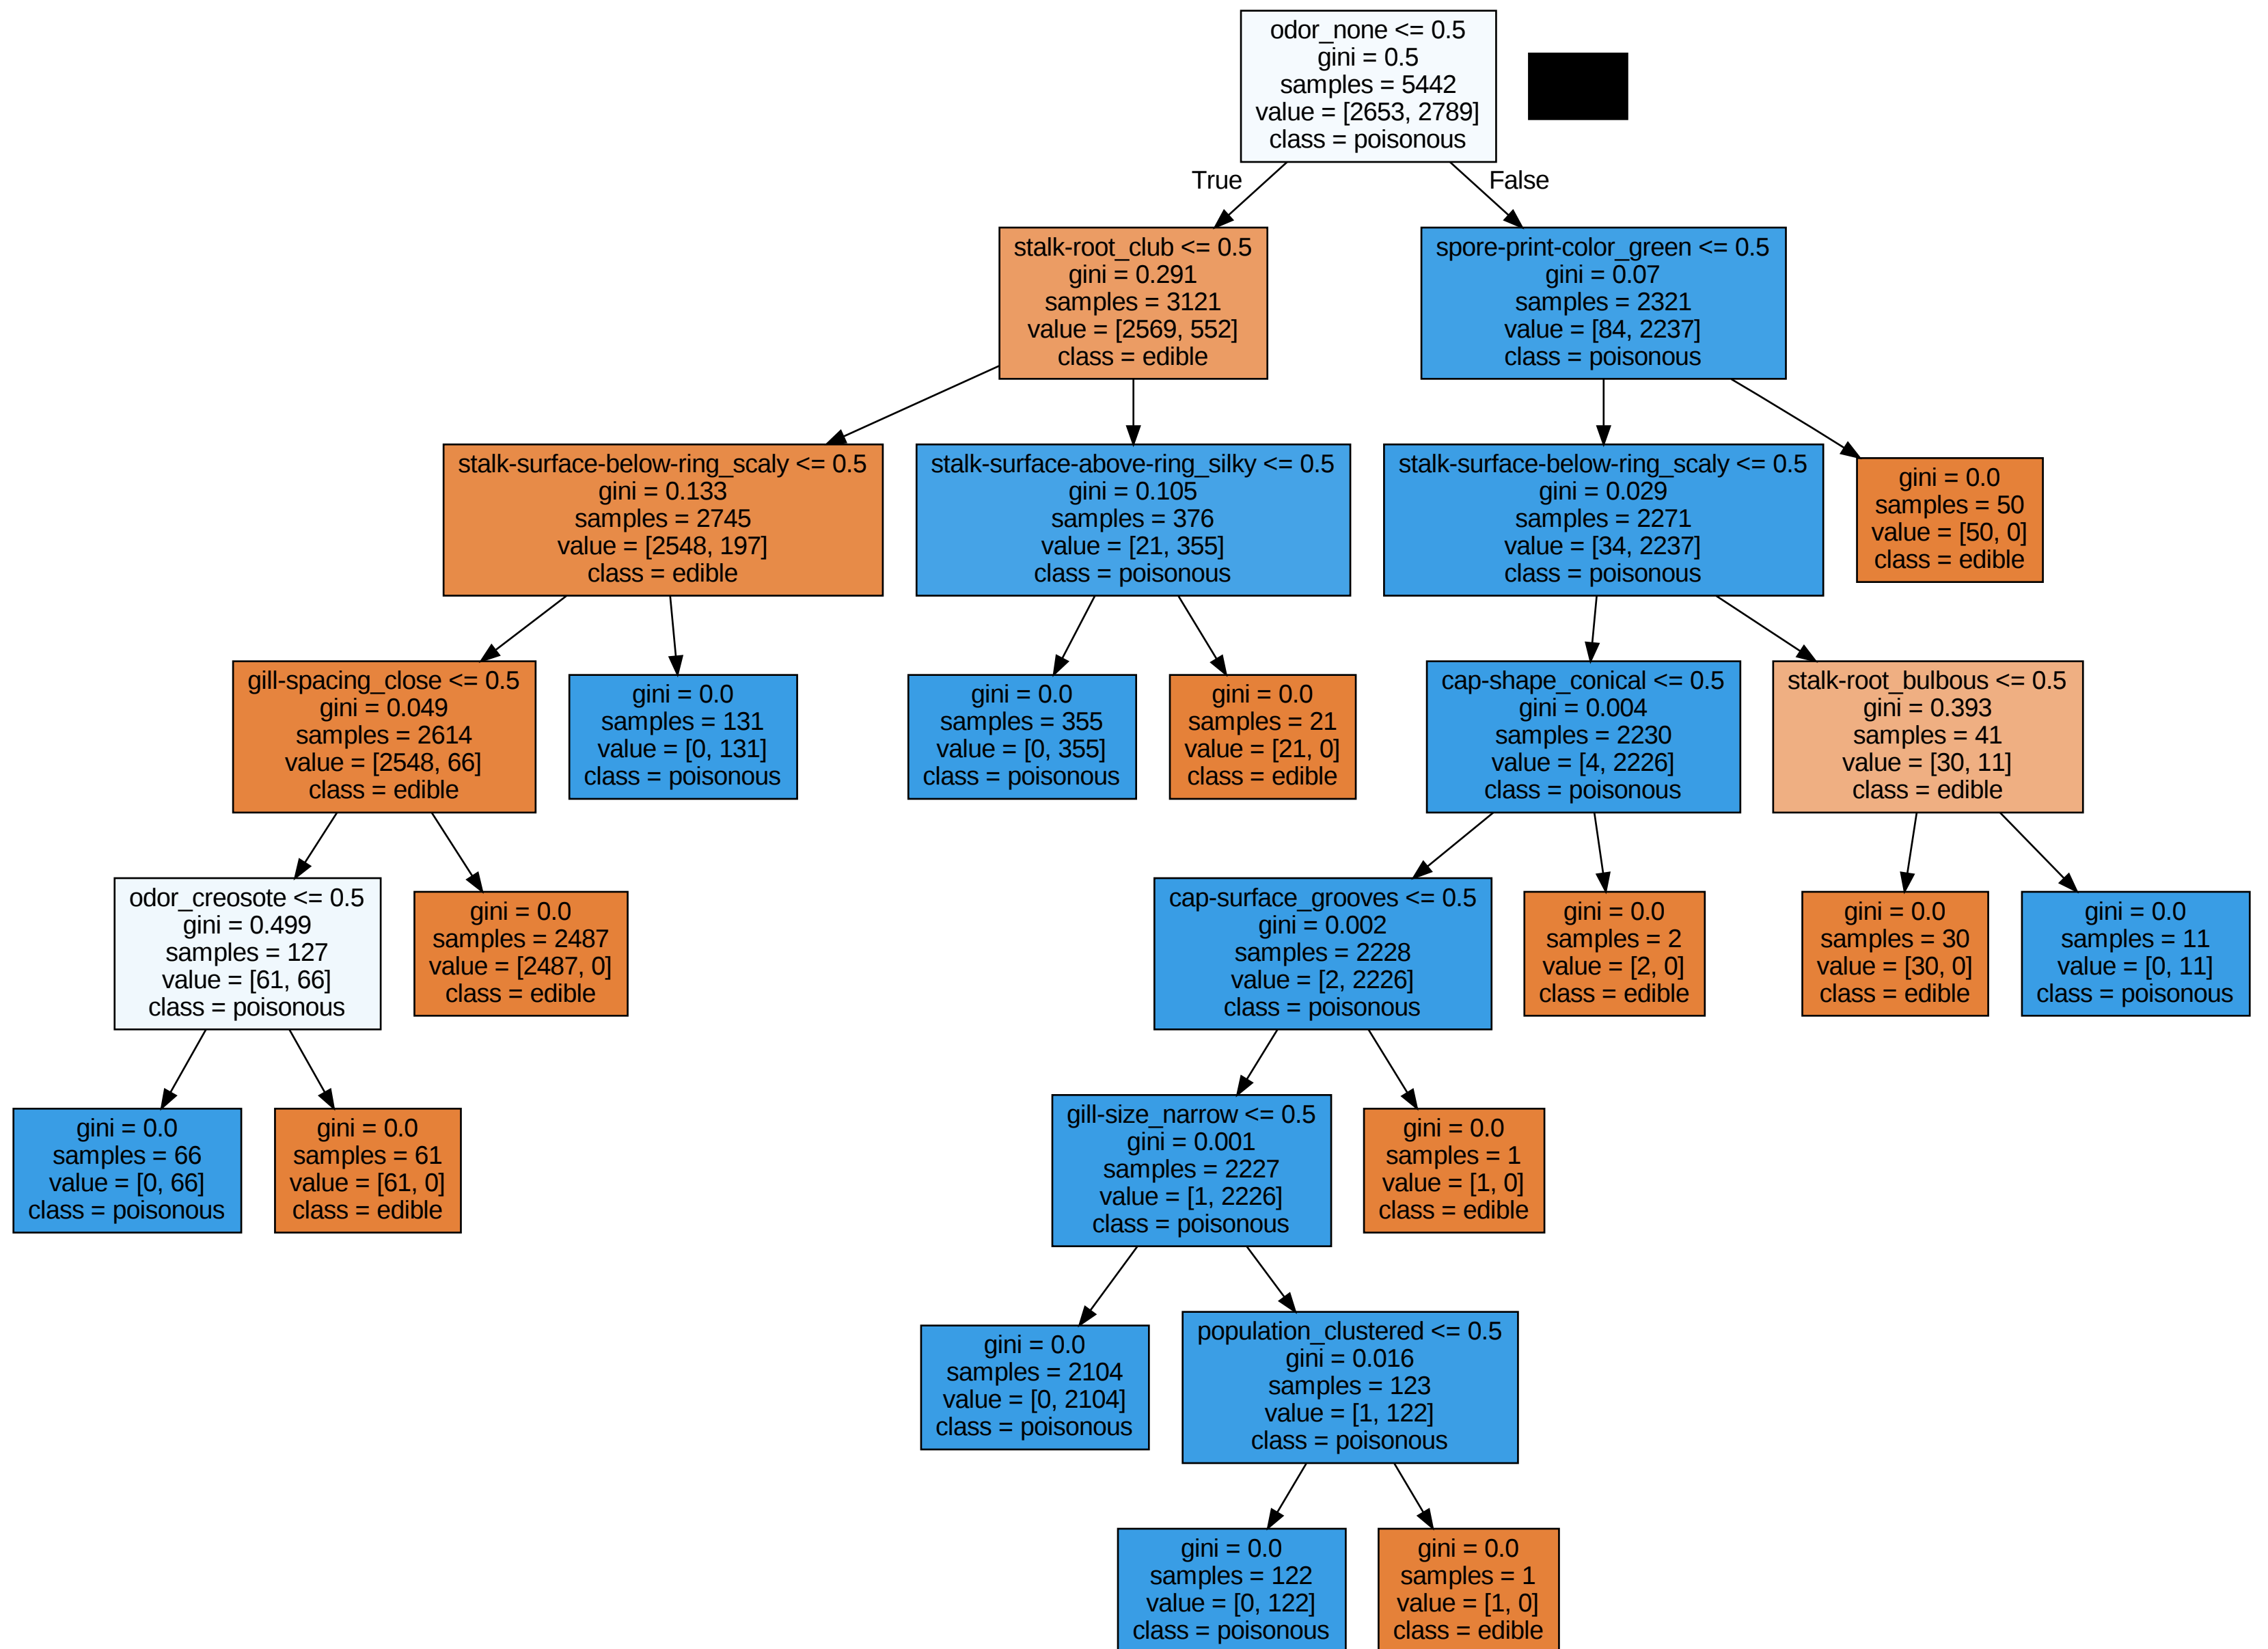 odor_none <= 0.5
gini = 0.5
samples = 5442
value = [2653, 2789]
class = poisonous
True
False
stalk-root_club <= 0.5
gini = 0.291
samples = 3121
value = [2569, 552]
class = edible
spore-print-color_green <= 0.5
gini = 0.07
samples = 2321
value = [84, 2237]
class = poisonous
stalk-surface-below-ring_scaly <= 0.5
gini = 0.133
samples = 2745
value = [2548, 197]
class = edible
stalk-surface-above-ring_silky <= 0.5
gini = 0.105
samples = 376
value = [21, 355]
class = poisonous
stalk-surface-below-ring_scaly <= 0.5
gini = 0.029
samples = 2271
value = [34, 2237]
class = poisonous
gini = 0.0
samples = 50
value = [50, 0]
class = edible
gill-spacing_close <= 0.5
gini = 0.049
samples = 2614
value = [2548, 66]
class = edible
gini = 0.0
samples = 131
value = [0, 131]
class = poisonous
gini = 0.0
samples = 355
value = [0, 355]
class = poisonous
gini = 0.0
samples = 21
value = [21, 0]
class = edible
cap-shape_conical <= 0.5
gini = 0.004
samples = 2230
value = [4, 2226]
class = poisonous
stalk-root_bulbous <= 0.5
gini = 0.393
samples = 41
value = [30, 11]
class = edible
odor_creosote <= 0.5
gini = 0.499
samples = 127
value = [61, 66]
class = poisonous
gini = 0.0
samples = 2487
value = [2487, 0]
class = edible
cap-surface_grooves <= 0.5
gini = 0.002
samples = 2228
value = [2, 2226]
class = poisonous
gini = 0.0
samples = 2
value = [2, 0]
class = edible
gini = 0.0
samples = 30
value = [30, 0]
class = edible
gini = 0.0
samples = 11
value = [0, 11]
class = poisonous
gini = 0.0
samples = 66
value = [0, 66]
class = poisonous
gini = 0.0
samples = 61
value = [61, 0]
class = edible
gill-size_narrow <= 0.5
gini = 0.001
samples = 2227
value = [1, 2226]
class = poisonous
gini = 0.0
samples = 1
value = [1, 0]
class = edible
gini = 0.0
samples = 2104
value = [0, 2104]
class = poisonous
population_clustered <= 0.5
gini = 0.016
samples = 123
value = [1, 122]
class = poisonous
gini = 0.0
samples = 122
value = [0, 122]
class = poisonous
gini = 0.0
samples = 1
value = [1, 0]
class = edible